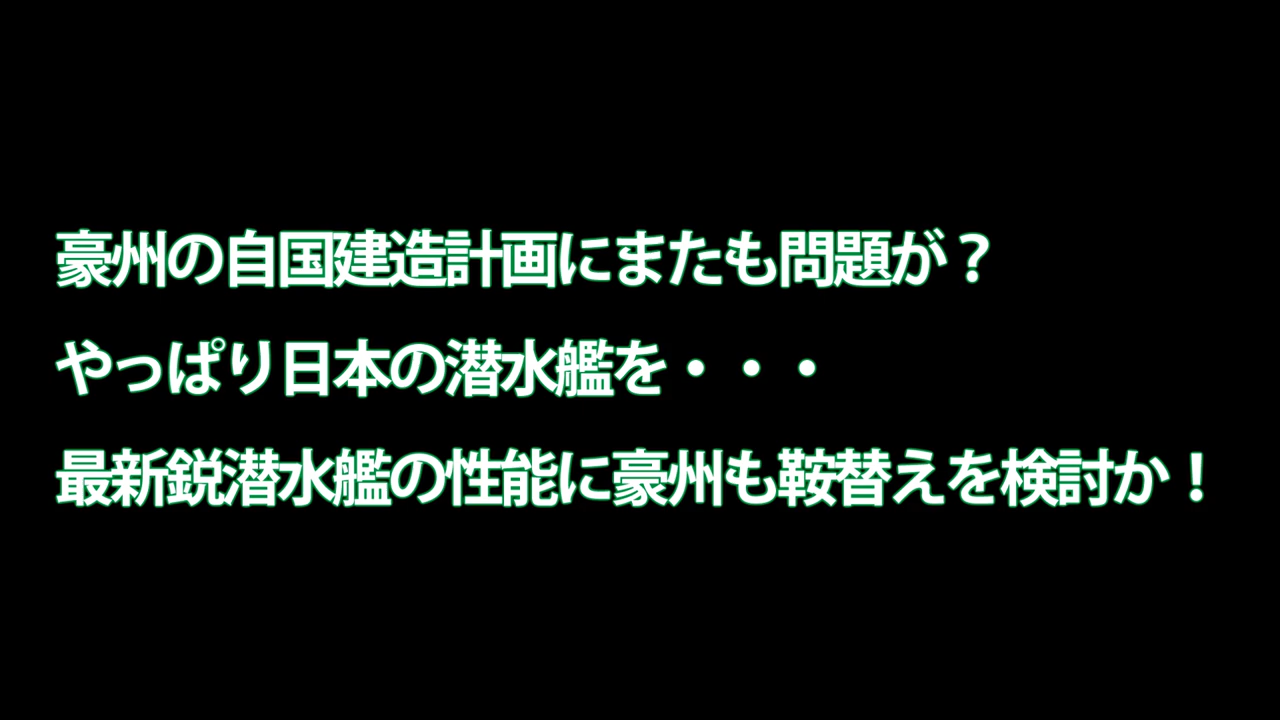 豪州の自国建造計画にまたも問題が？
やっぱり日本の潜水艦を・・・
最新鋭潜水艦の性能に豪州も鞍替えを検討か！